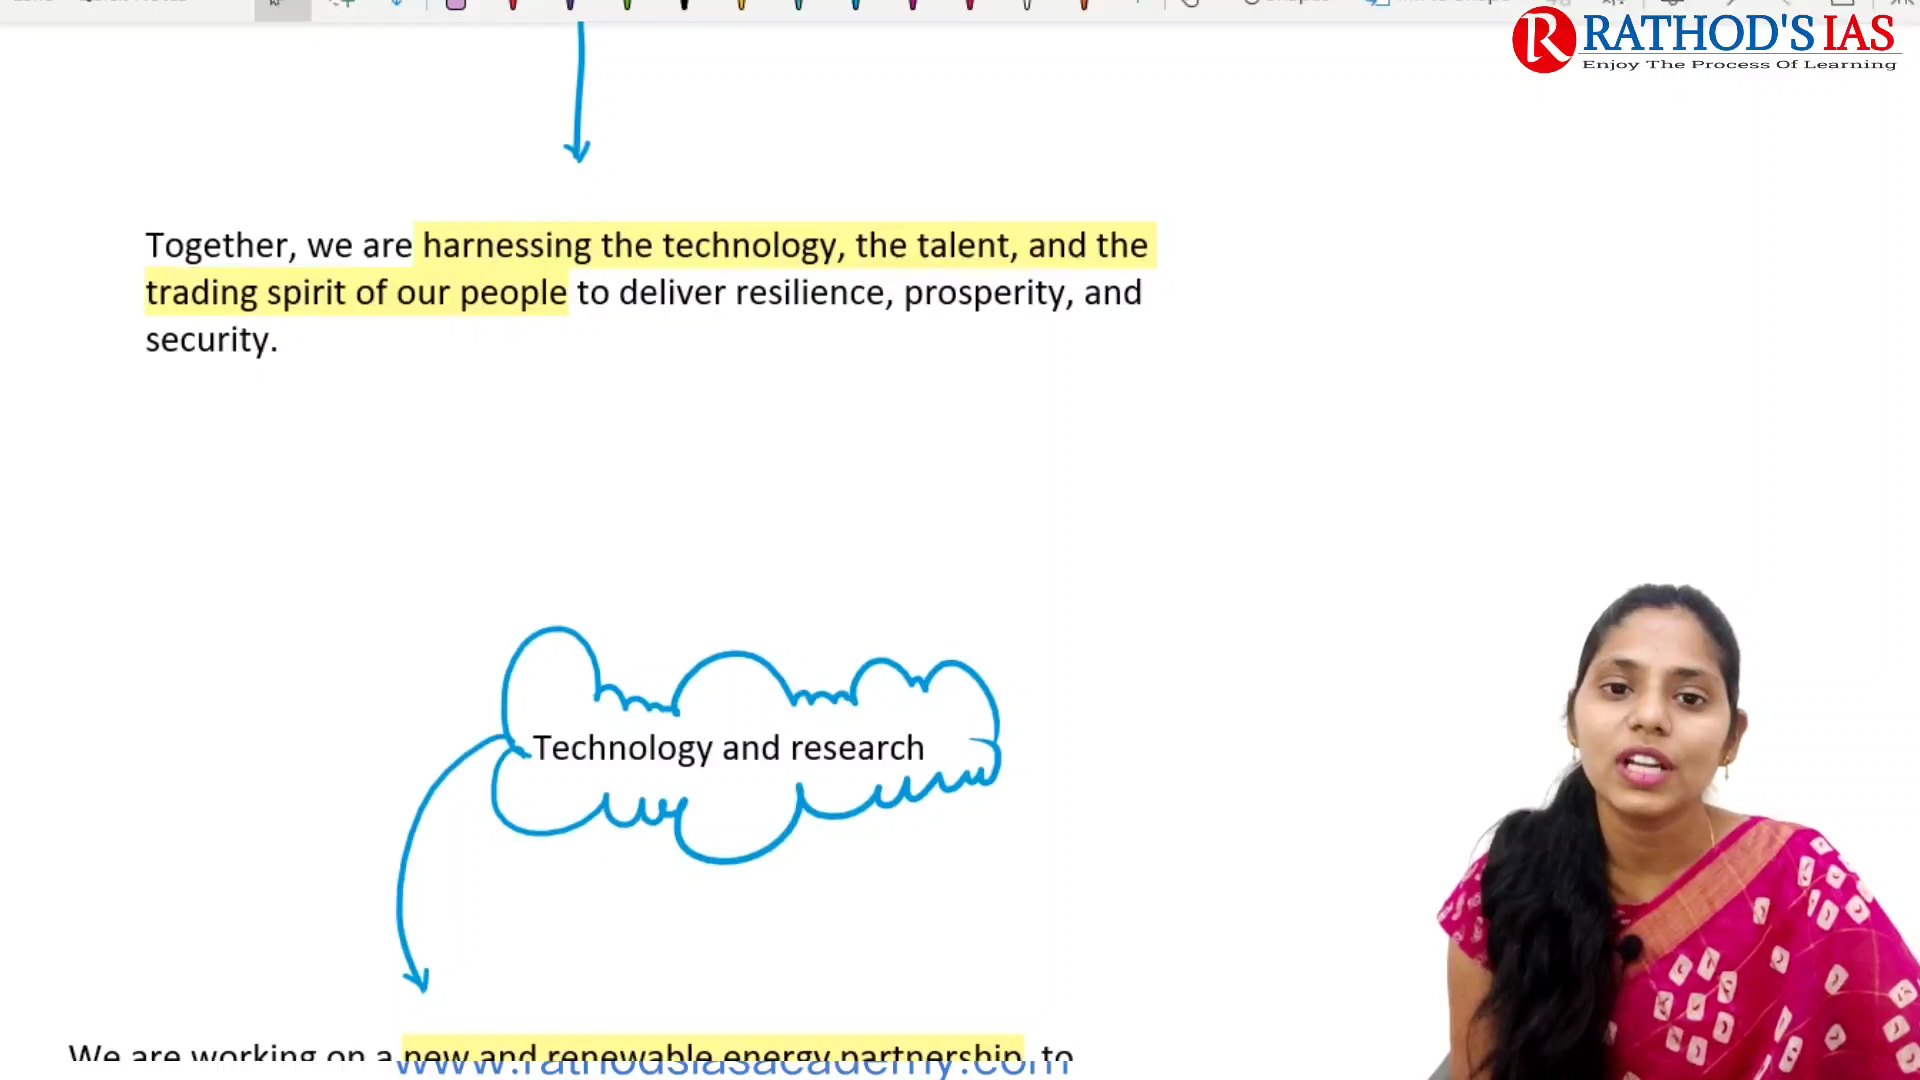 RATHOD'S IAS
Enjoy The Process Of Learning
Together, we are harnessing the technology, the talent, and the
trading spirit of our people to deliver resilience, prosperity, and
security.
Technology and research
We are working on a new and renewable energy partnership, to
www.rathodsiasacademy.com